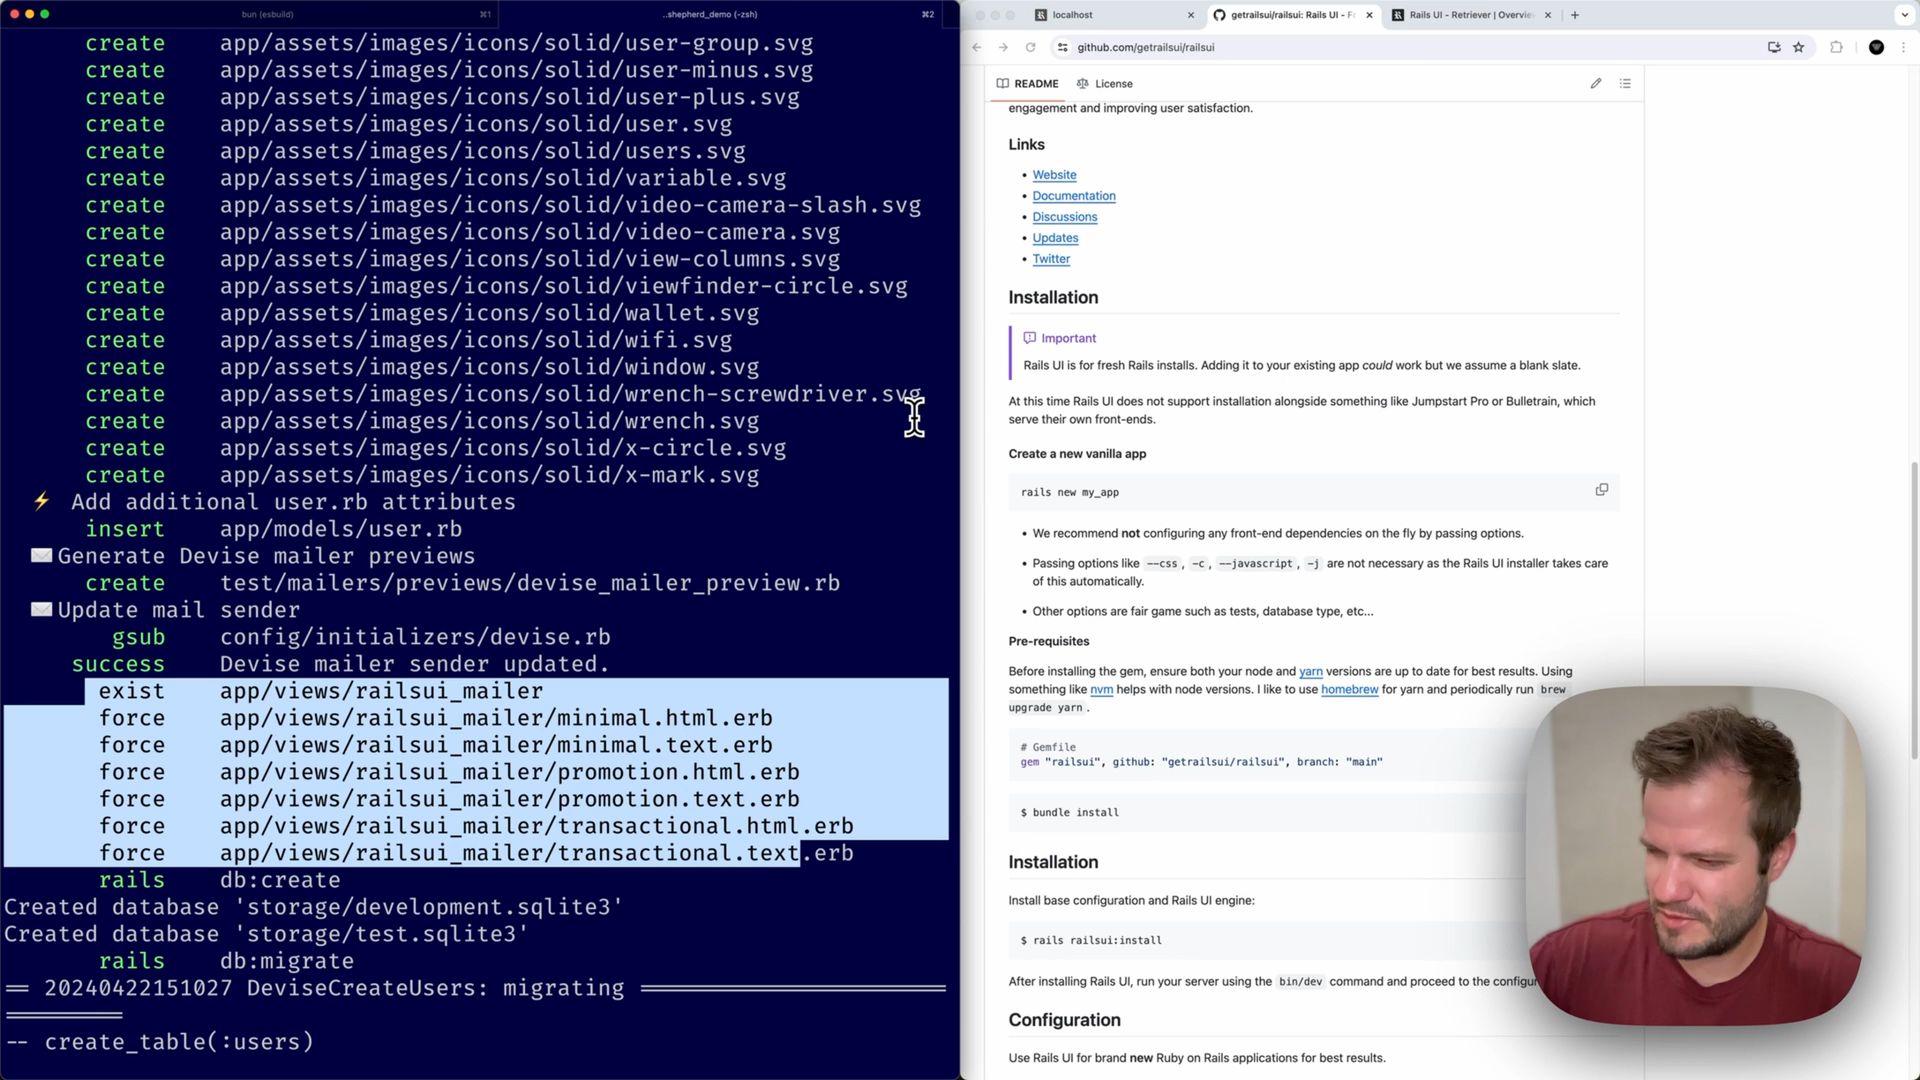 bun (esbuild)
⌘1
..shepherd_demo (-zsh)
⌘2
create app/assets/images/icons/solid/user-group.svg
create app/assets/images/icons/solid/user-minus.svg
create app/assets/images/icons/solid/user-plus.svg
create app/assets/images/icons/solid/user.svg
create app/assets/images/icons/solid/users.svg
create app/assets/images/icons/solid/variable.svg
create app/assets/images/icons/solid/video-camera-slash.svg
create app/assets/images/icons/solid/video-camera.svg
create app/assets/images/icons/solid/view-columns.svg
create app/assets/images/icons/solid/viewfinder-circle.svg
create app/assets/images/icons/solid/wallet.svg
create app/assets/images/icons/solid/wifi.svg
create app/assets/images/icons/solid/window.svg
create app/assets/images/icons/solid/wrench-screwdriver.svg
create app/assets/images/icons/solid/wrench.svg
create app/assets/images/icons/solid/x-circle.svg
create app/assets/images/icons/solid/x-mark.svg
⚡ Add additional user.rb attributes
insert app/models/user.rb
✉️ Generate Devise mailer previews
create test/mailers/previews/devise_mailer_preview.rb
✉️ Update mail sender
gsub config/initializers/devise.rb
success Devise mailer sender updated.
exist app/views/railsui_mailer
force app/views/railsui_mailer/minimal.html.erb
force app/views/railsui_mailer/minimal.text.erb
force app/views/railsui_mailer/promotion.html.erb
force app/views/railsui_mailer/promotion.text.erb
force app/views/railsui_mailer/transactional.html.erb
force app/views/railsui_mailer/transactional.text.erb
rails db:create
Created database 'storage/development.sqlite3'
Created database 'storage/test.sqlite3'
rails db:migrate
== 20240422151027 DeviseCreateUsers: migrating ==================================
-- create_table(:users)
localhost
getrailsui/railsui: Rails UI - Fr
Rails UI - Retriever | Overvie
github.com/getrailsui/railsui
README
License
engagement and improving user satisfaction.
Links
• Website
• Documentation
• Discussions
• Updates
• Twitter
Installation
Important
Rails UI is for fresh Rails installs. Adding it to your existing app could work but we assume a blank slate.
At this time Rails UI does not support installation alongside something like Jumpstart Pro or Bulletrain, which
serve their own front-ends.
Create a new vanilla app
rails new my_app
• We recommend not configuring any front-end dependencies on the fly by passing options.
• Passing options like --css, -c, --javascript, -j are not necessary as the Rails UI installer takes care
of this automatically.
• Other options are fair game such as tests, database type, etc...
Pre-requisites
Before installing the gem, ensure both your node and yarn versions are up to date for best results. Using
something like nvm helps with node versions. I like to use homebrew for yarn and periodically run brew
upgrade yarn.
# Gemfile
gem "railsui", github: "getrailsui/railsui", branch: "main"
$ bundle install
Installation
Install base configuration and Rails UI engine:
$ rails railsui:install
After installing Rails UI, run your server using the bin/dev command and proceed to the configur
Configuration
Use Rails UI for brand new Ruby on Rails applications for best results.